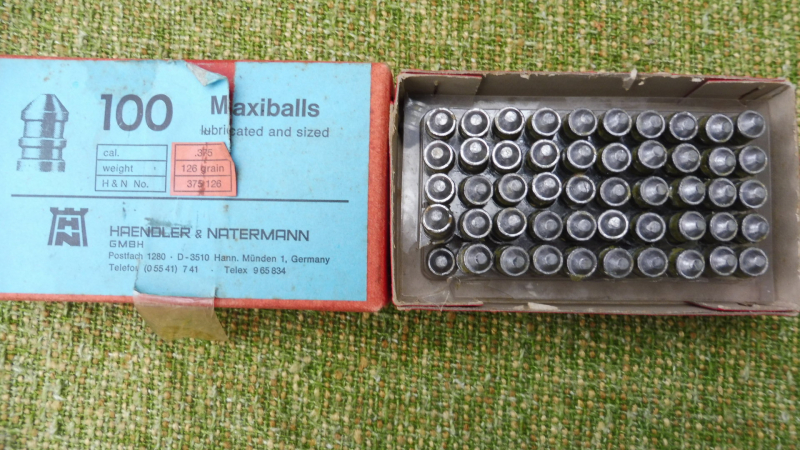 100 Maxiballs
lubricated and sized
cal. .375
weight 126 grain
H & N No. 375/126
HN
HAENDLER & NATERMANN
GMBH
Postfach 1280 · D-3510 Hann. Münden 1, Germany
Telefon (0 55 41) 7 41 · Telex 9 65 834